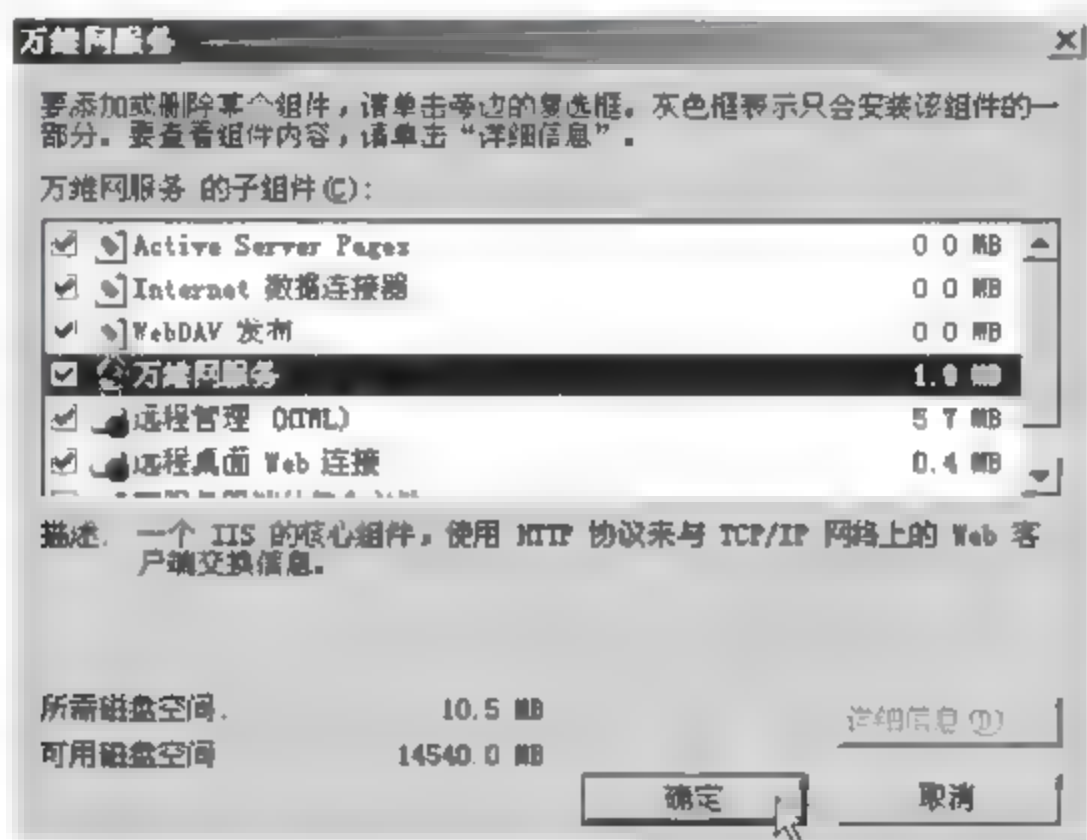 万维网服务
要添加或删除某个组件，请单击旁边的复选框。灰色框表示只会安装该组件的一
部分。要查看组件内容，请单击“详细信息”。
万维网服务 的子组件(C):
Active Server Pages 0.0 MB
Internet 数据连接器 0.0 MB
WebDAV 发布 0.0 MB
万维网服务 1.9 MB
远程管理 (HTML) 5.7 MB
远程桌面 Web 连接 0.4 MB
描述: 一个 IIS 的核心组件，使用 HTTP 协议来与 TCP/IP 网络上的 Web 客
户端交换信息。
所需磁盘空间: 10.5 MB
详细信息(D)
可用磁盘空间: 14540.0 MB
确定 取消